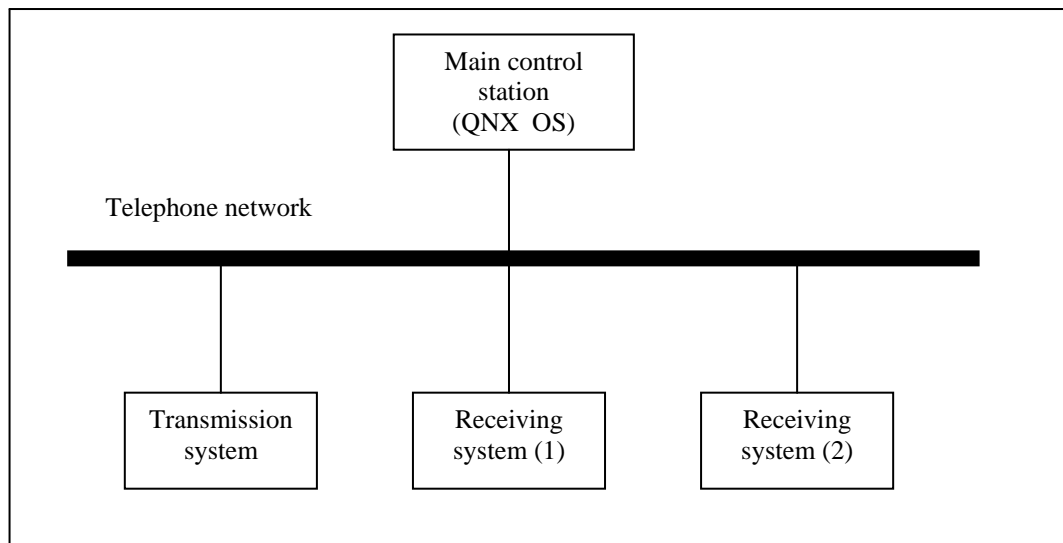 Main control
station
(QNX OS)
Telephone network
Transmission
system
Receiving
system (1)
Receiving
system (2)